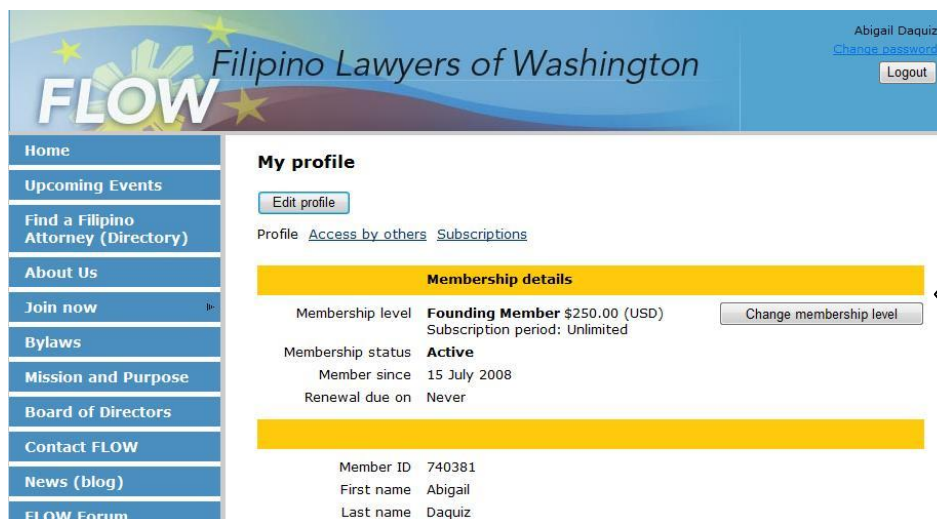 Abigail Daquiz
Change password
Logout
FLOW
Filipino Lawyers of Washington
Home
Upcoming Events
Find a Filipino
Attorney (Directory)
About Us
Join now
Bylaws
Mission and Purpose
Board of Directors
Contact FLOW
News (blog)
FLOW Forum
My profile
Edit profile
Profile Access by others Subscriptions
Membership details
Membership level Founding Member $250.00 (USD) Change membership level
Subscription period: Unlimited
Membership status Active
Member since 15 July 2008
Renewal due on Never
Member ID 740381
First name Abigail
Last name Daquiz